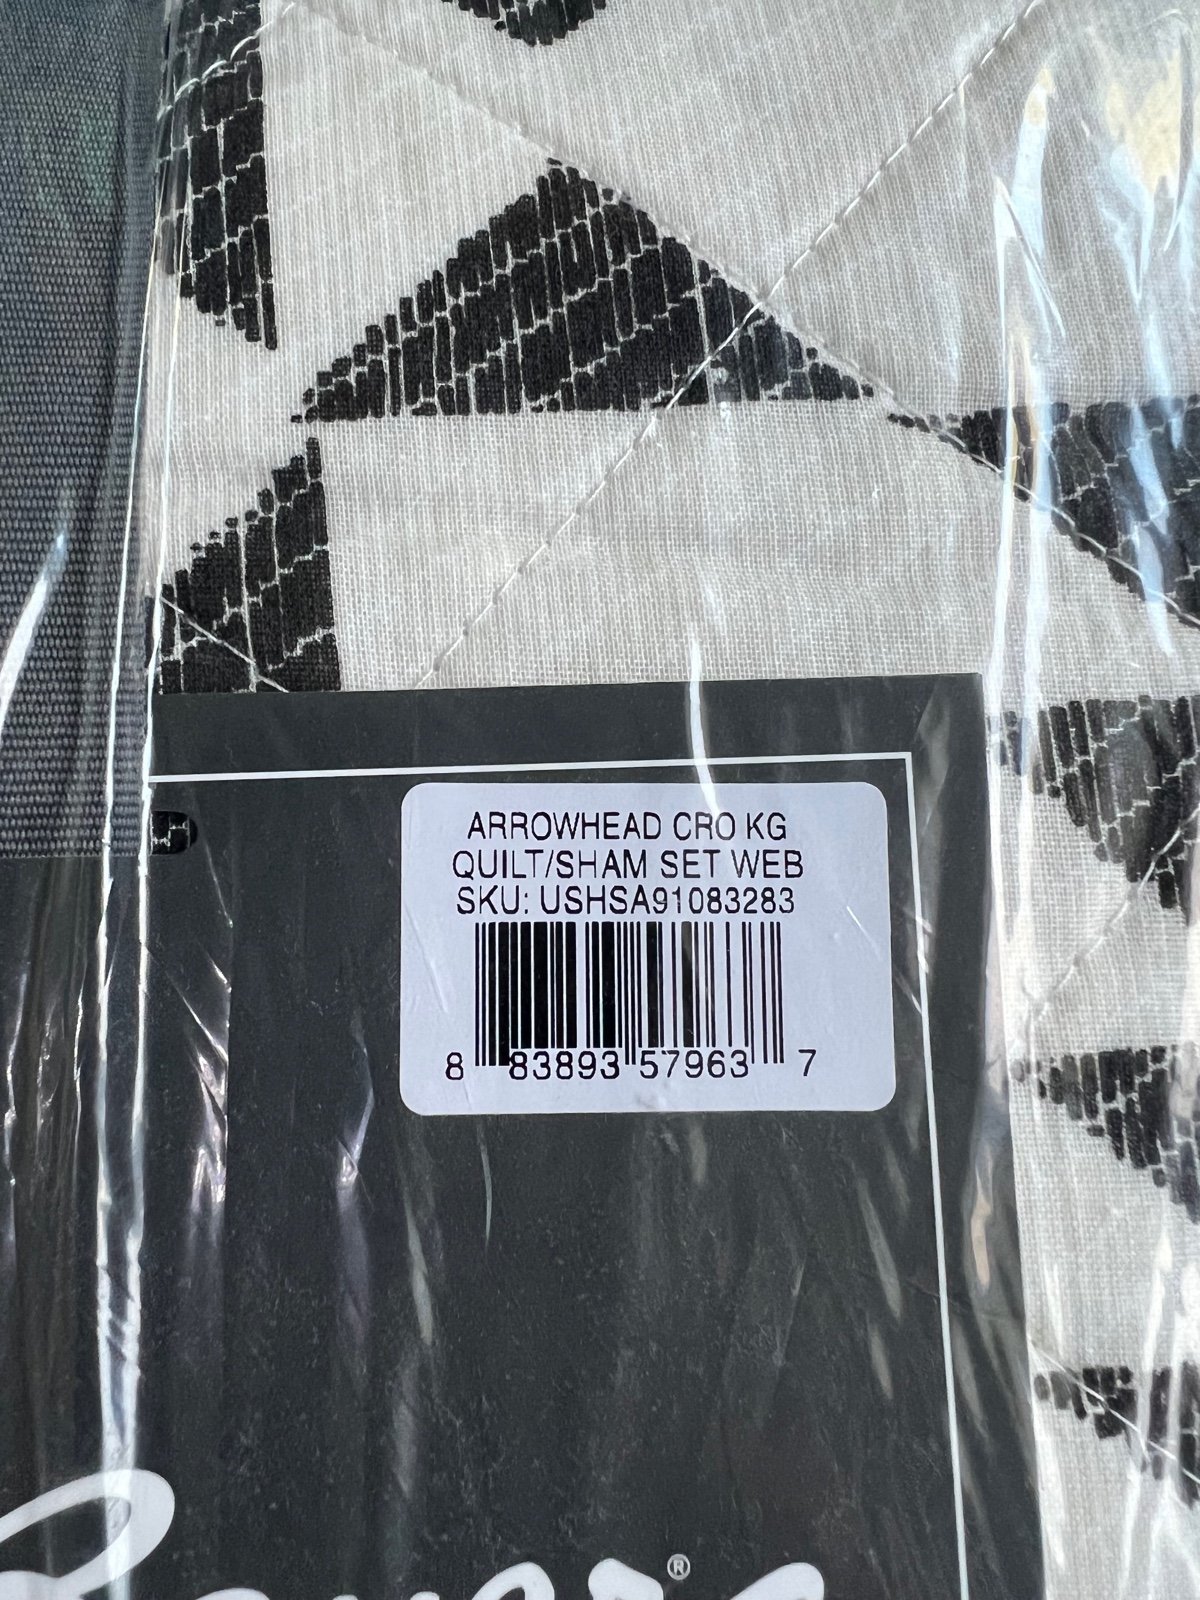 ARROWHEAD CRO KG
QUILT/SHAM SET WEB
SKU: USHSA91083283
8 83893 57963 7
®